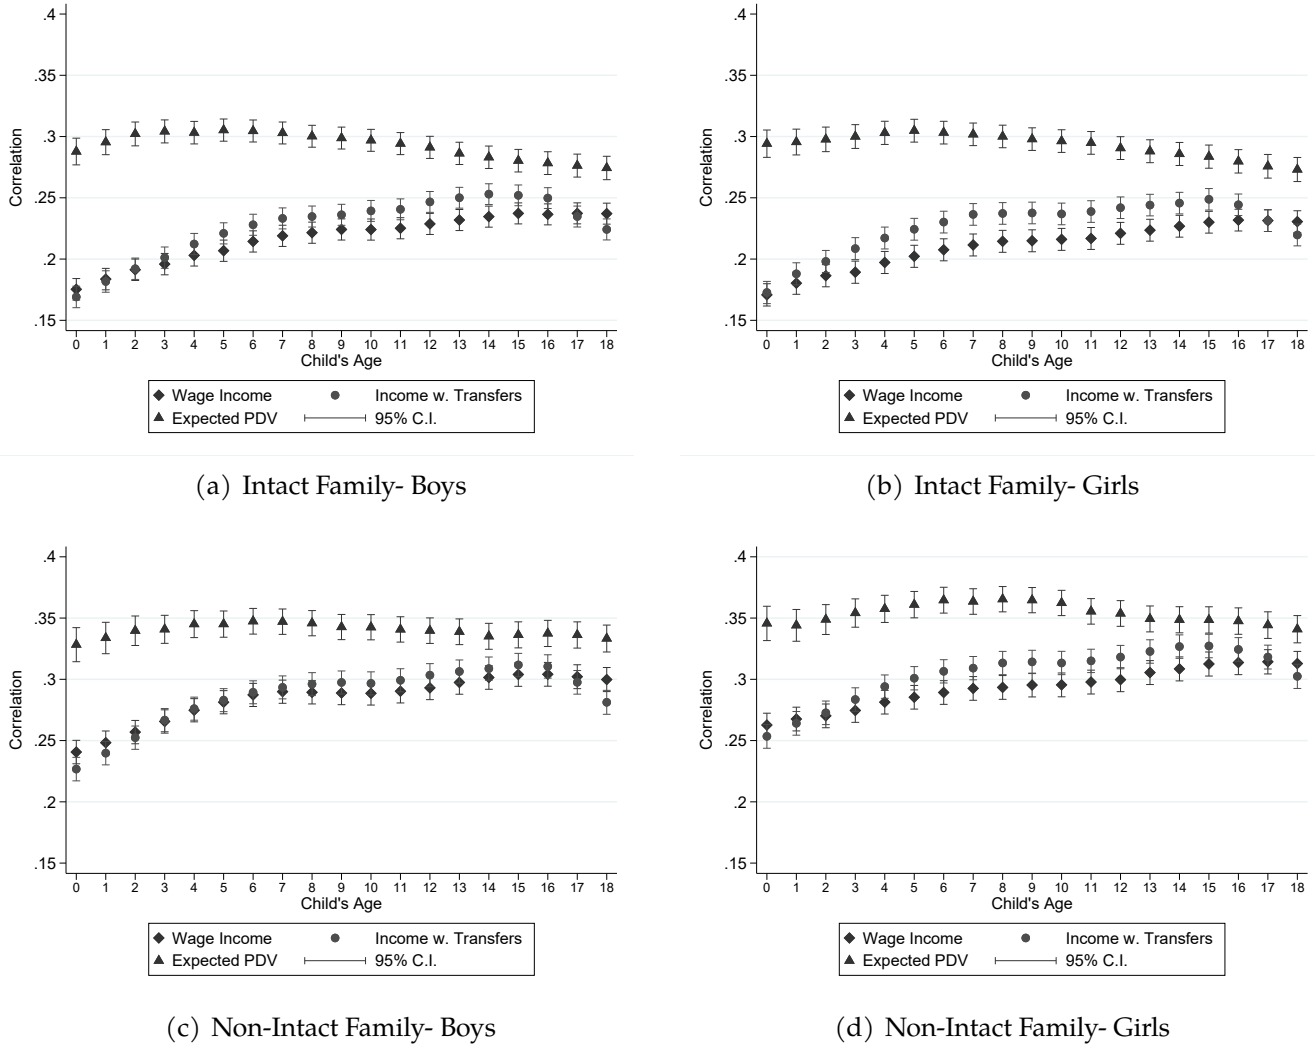 .4
.35
.3
.25
.2
.15
Correlation
0 1 2 3 4 5 6 7 8 9 10 11 12 13 14 15 16 17 18
Child's Age
Wage Income Income w. Transfers
Expected PDV 95% C.I.
(a) Intact Family- Boys
.4
.35
.3
.25
.2
.15
Correlation
0 1 2 3 4 5 6 7 8 9 10 11 12 13 14 15 16 17 18
Child's Age
Wage Income Income w. Transfers
Expected PDV 95% C.I.
(b) Intact Family- Girls
.4
.35
.3
.25
.2
.15
Correlation
0 1 2 3 4 5 6 7 8 9 10 11 12 13 14 15 16 17 18
Child's Age
Wage Income Income w. Transfers
Expected PDV 95% C.I.
(c) Non-Intact Family- Boys
.4
.35
.3
.25
.2
.15
Correlation
0 1 2 3 4 5 6 7 8 9 10 11 12 13 14 15 16 17 18
Child's Age
Wage Income Income w. Transfers
Expected PDV 95% C.I.
(d) Non-Intact Family- Girls